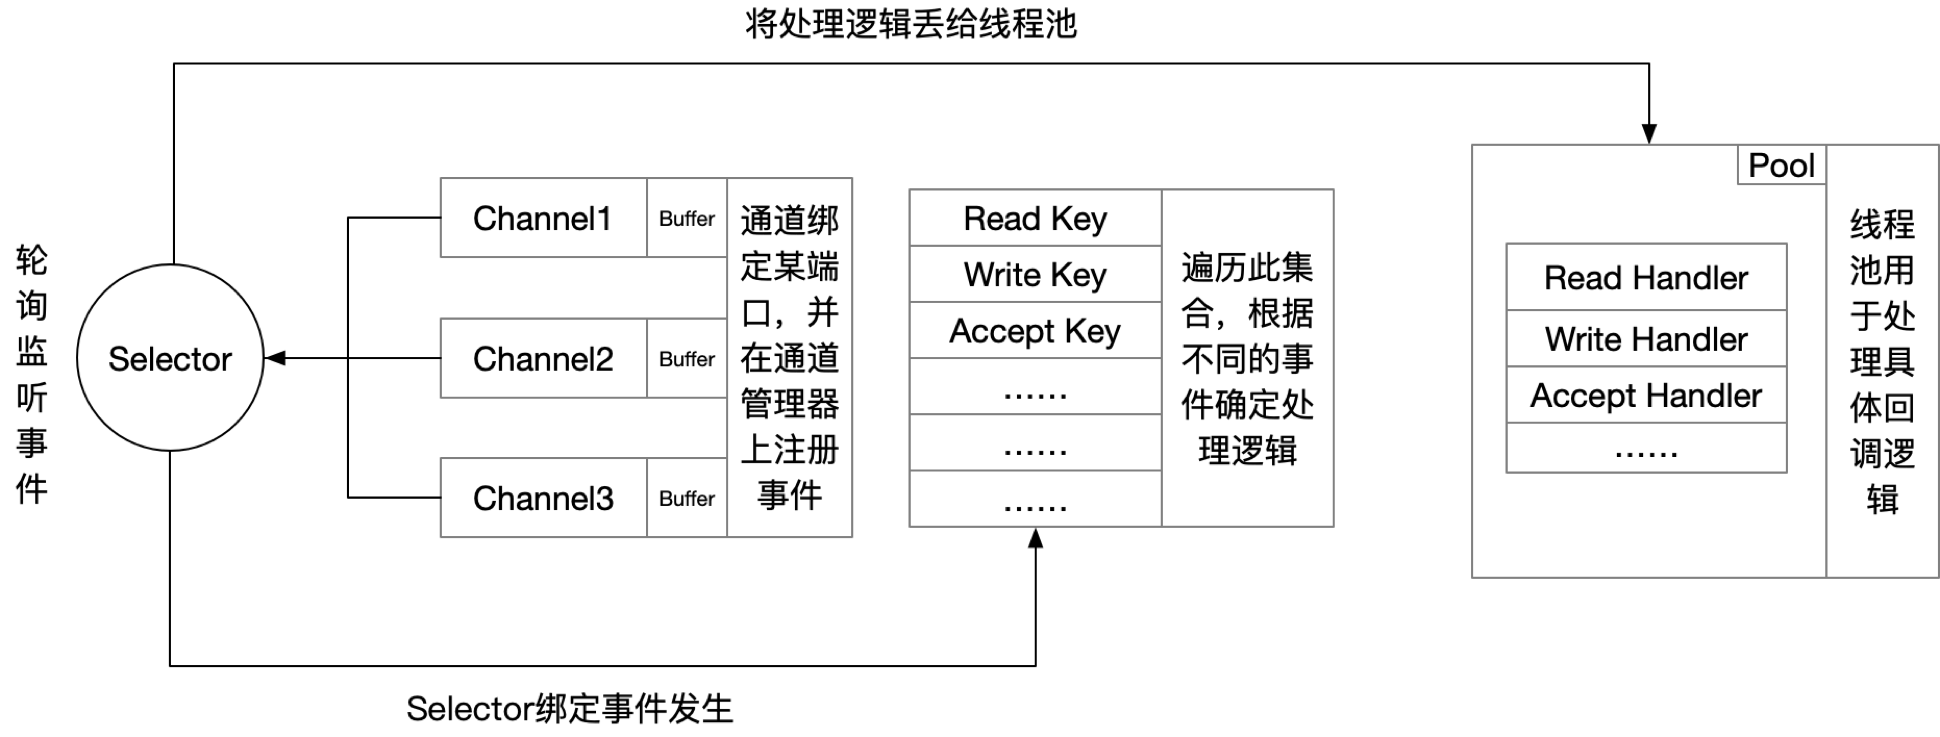 将处理逻辑丢给线程池
轮
询
监
听
事
件
Selector
Channel1
Buffer
Channel2
Buffer
Channel3
Buffer
通道绑
定某端
口，并
在通道
管理器
上注册
事件
Read Key
Write Key
Accept Key
......
......
......
遍历此集
合，根据
不同的事
件确定处
理逻辑
Pool
Read Handler
Write Handler
Accept Handler
......
线程
池用
于处
理具
体回
调逻
辑
Selector绑定事件发生